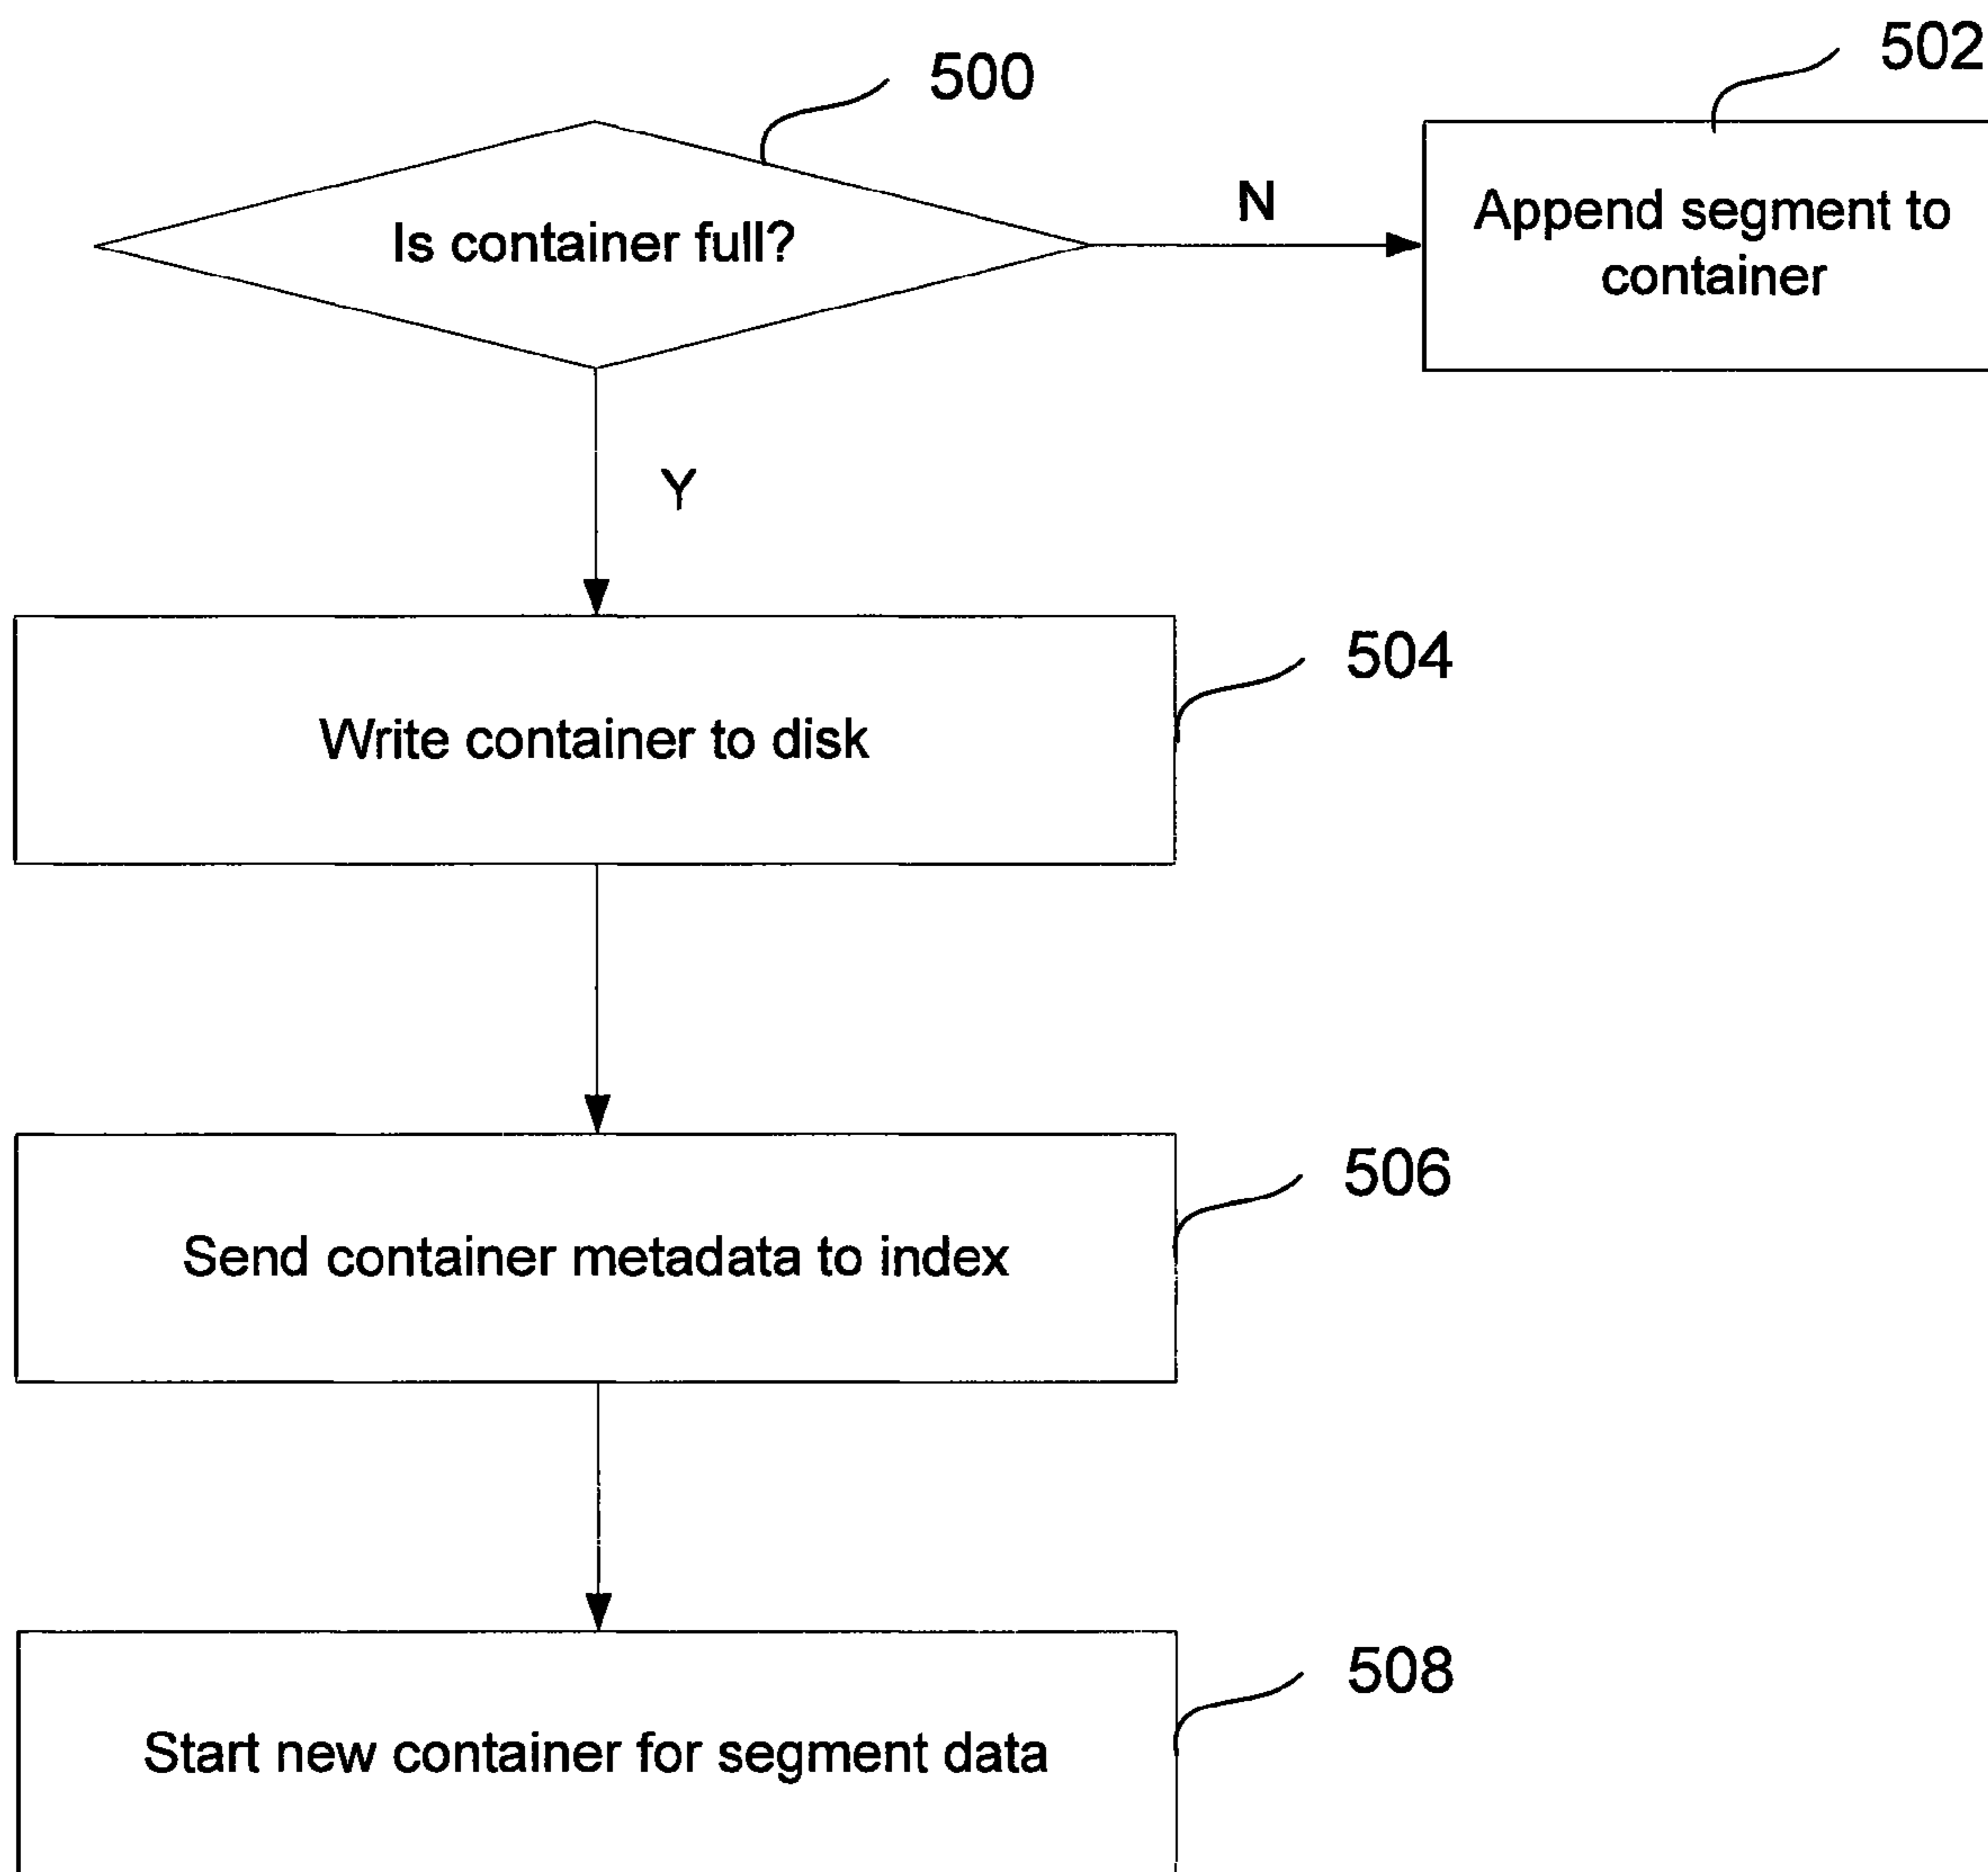 500
502
Is container full?
N
Append segment to
container
Y
504
Write container to disk
506
Send container metadata to index
508
Start new container for segment data